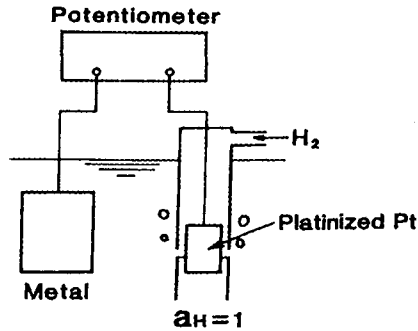 Potentiometer
H₂
Platinized Pt
Metal
aH=1